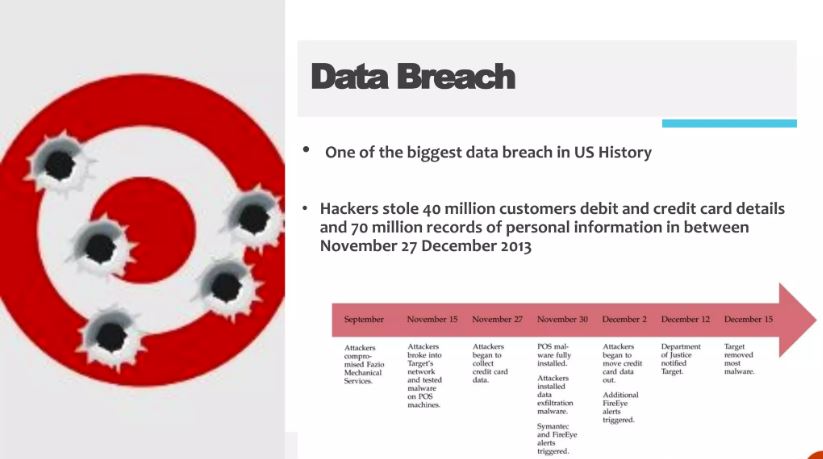 Data Breach
• One of the biggest data breach in US History
• Hackers stole 40 million customers debit and credit card details
and 70 million records of personal information in between
November 27 December 2013
September
November 15
November 27
November 30
December 2
December 12
December 15
Attackers
compro-
mised Fazio
Mechanical
Services.
Attackers
broke into
Target's
network
and tested
malware
on POS
machines.
Attackers
began to
collect
credit card
data.
POS mal-
ware fully
installed.
Attackers
installed
data
exfiltration
malware.
Symantec
and FireEye
alerts
triggered.
Attackers
began to
move credit
card data
out.
Additional
FireEye
alerts
triggered.
Department
of Justice
notified
Target.
Target
removed
most
malware.